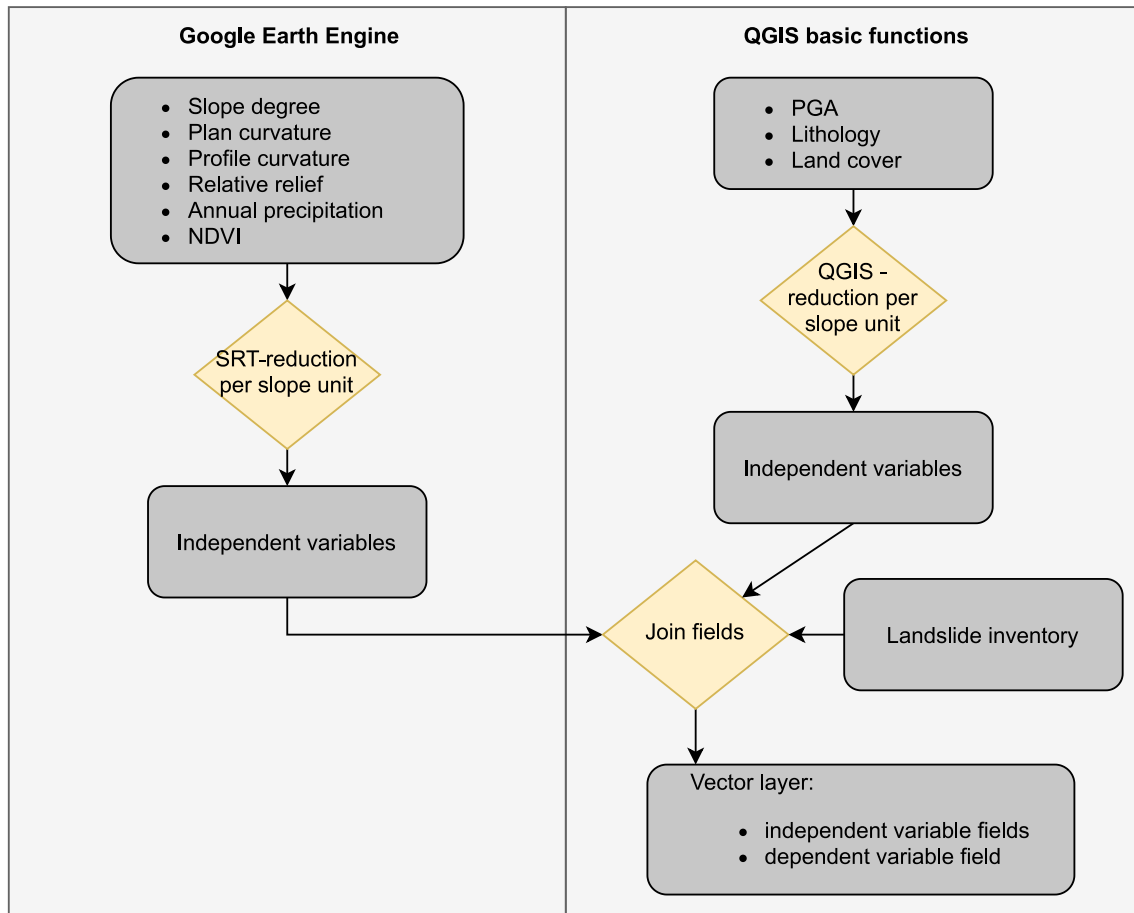 Google Earth Engine
• Slope degree
• Plan curvature
• Profile curvature
• Relative relief
• Annual precipitation
• NDVI
SRT-reduction
per slope unit
Independent variables
QGIS basic functions
• PGA
• Lithology
• Land cover
QGIS -
reduction per
slope unit
Independent variables
Join fields
Landslide inventory
Vector layer:
• independent variable fields
• dependent variable field